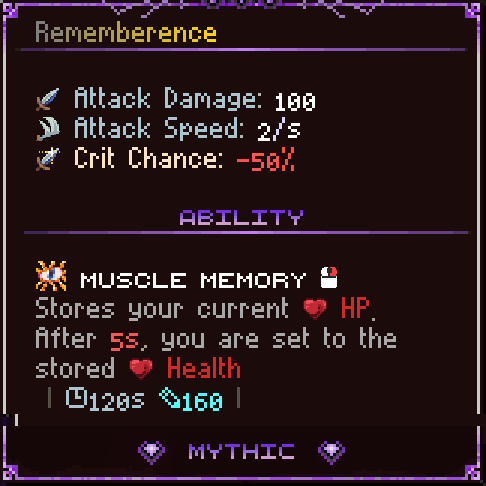 Rememberence
Attack Damage: 100
Attack Speed: 2/s
Crit Chance: -50%
ABILITY
MUSCLE MEMORY
Stores your current HP.
After 5s, you are set to the
stored Health
| 120s 160 |
MYTHIC